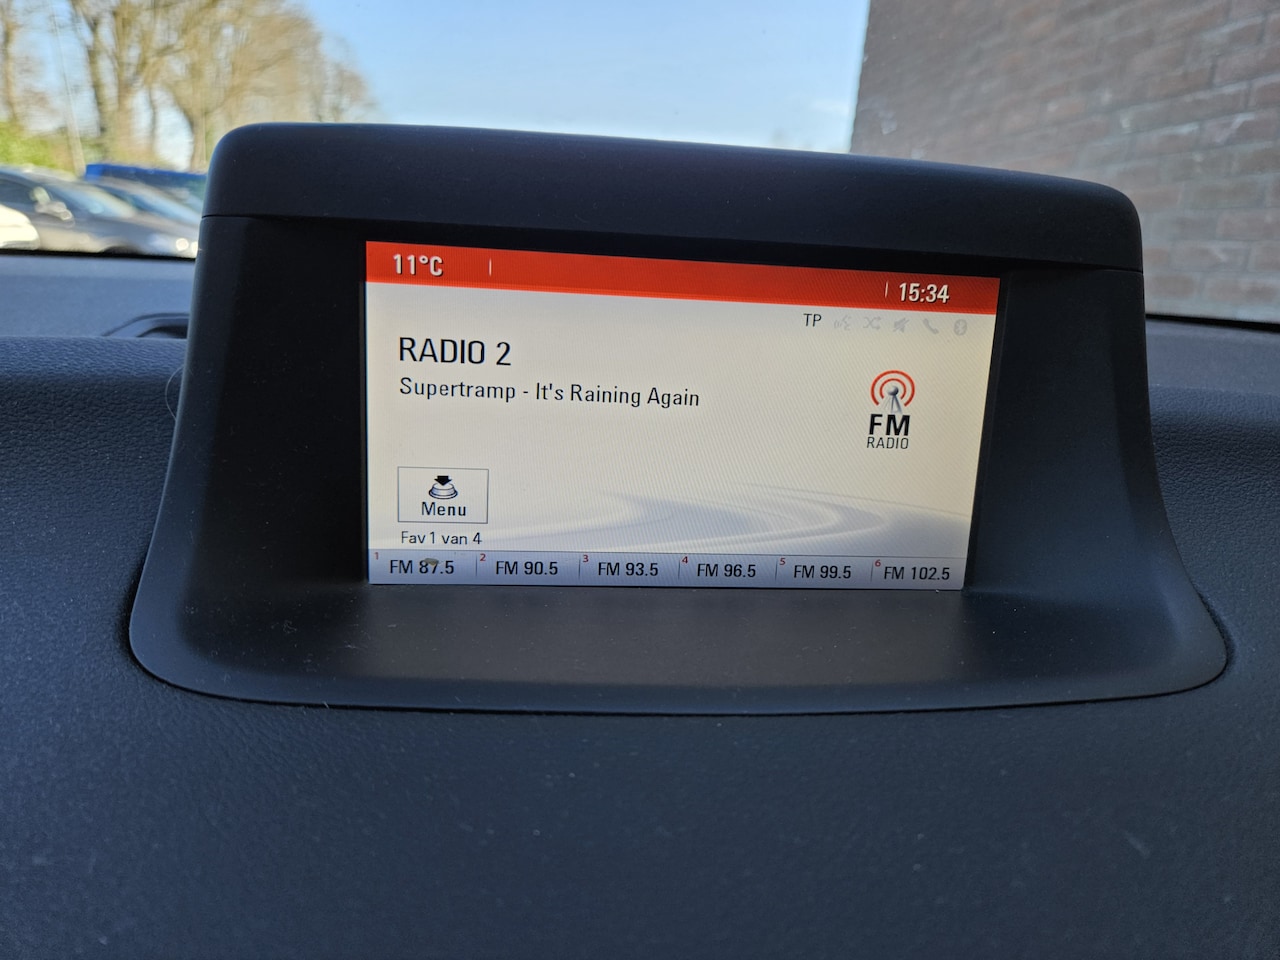 11°C
15:34
TP
RADIO 2
Supertramp - It's Raining Again
FM
RADIO
Menu
Fav 1 van 4
1 FM 87.5 2 FM 90.5 3 FM 93.5 4 FM 96.5 5 FM 99.5 6 FM 102.5